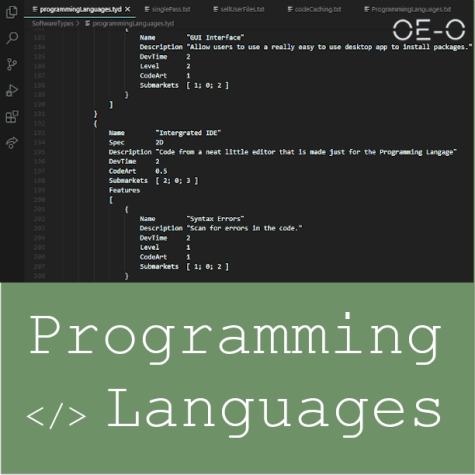 programmingLanguages.tyd singlePass.txt sellUserFiles.txt codeCaching.txt ProgrammingLanguages.txt
OE-O
SoftwareTypes > programmingLanguages.tyd
{
Name "GUI Interface"
Description "Allow users to use a really easy to use desktop app to install packages."
DevTime 2
Level 2
CodeArt 1
Submarkets [ 1; 0; 2 ]
}
]
}
{
Name "Intergrated IDE"
Spec 2D
Description "Code from a neat little editor that is made just for the Programming Langage"
DevTime 2
CodeArt 0.5
Submarkets [ 2; 0; 3 ]
Features
[
{
Name "Syntax Errors"
Description "Scan for errors in the code."
DevTime 2
Level 1
CodeArt 1
Submarkets [ 1; 0; 2 ]
}
Programming
</> Languages